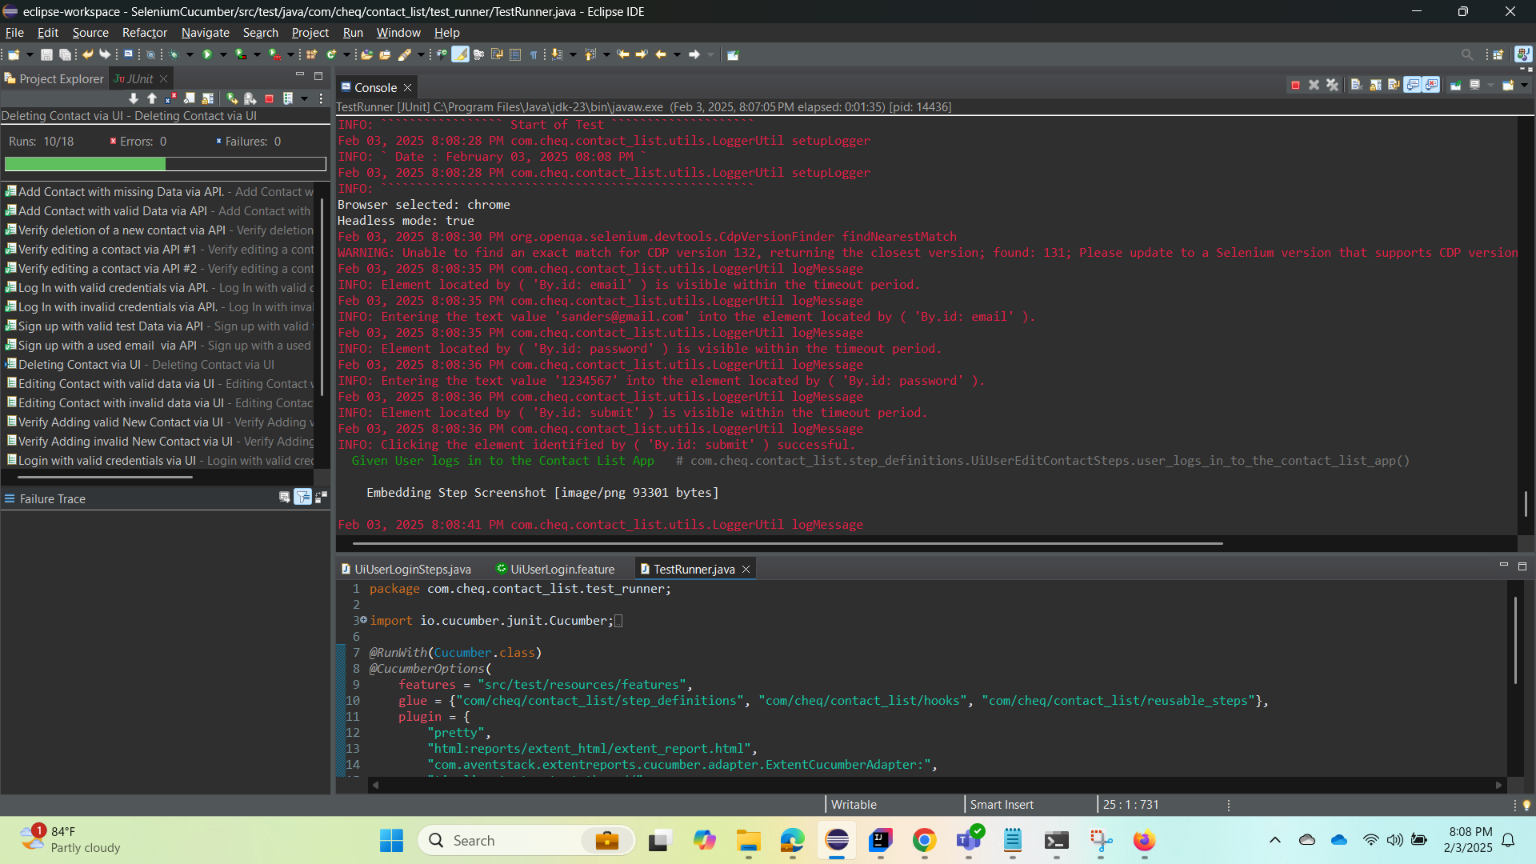 eclipse-workspace - SeleniumCucumber/src/test/java/com/cheq/contact_list/test_runner/TestRunner.java - Eclipse IDE
File Edit Source Refactor Navigate Search Project Run Window Help
Project Explorer JUnit
Deleting Contact via UI - Deleting Contact via UI
Runs: 10/18 Errors: 0 Failures: 0
Add Contact with missing Data via API. - Add Contact w
Add Contact with valid Data via API - Add Contact with
Verify deletion of a new contact via API - Verify deletion
Verify editing a contact via API #1 - Verify editing a cont
Verify editing a contact via API #2 - Verify editing a cont
Log In with valid credentials via API. - Log In with valid c
Log In with invalid credentials via API. - Log In with inva
Sign up with valid test Data via API - Sign up with valid
Sign up with a used email  via API - Sign up with a used
Deleting Contact via UI - Deleting Contact via UI
Editing Contact with valid data via UI - Editing Contact
Editing Contact with invalid data via UI - Editing Contac
Verify Adding valid New Contact via UI - Verify Adding v
Verify Adding invalid New Contact via UI - Verify Adding
Login with valid credentials via UI - Login with valid cred
Failure Trace
Console
TestRunner [JUnit] C:\Program Files\Java\jdk-23\bin\javaw.exe (Feb 3, 2025, 8:07:05 PM elapsed: 0:01:35) [pid: 14436]
INFO: ````````````````` Start of Test ````````````````````
Feb 03, 2025 8:08:28 PM com.cheq.contact_list.utils.LoggerUtil setupLogger
INFO: ` Date : February 03, 2025 08:08 PM `
Feb 03, 2025 8:08:28 PM com.cheq.contact_list.utils.LoggerUtil setupLogger
INFO: ````````````````````````````````````````````````````
Browser selected: chrome
Headless mode: true
Feb 03, 2025 8:08:30 PM org.openqa.selenium.devtools.CdpVersionFinder findNearestMatch
WARNING: Unable to find an exact match for CDP version 132, returning the closest version; found: 131; Please update to a Selenium version that supports CDP version
Feb 03, 2025 8:08:35 PM com.cheq.contact_list.utils.LoggerUtil logMessage
INFO: Element located by ( 'By.id: email' ) is visible within the timeout period.
Feb 03, 2025 8:08:35 PM com.cheq.contact_list.utils.LoggerUtil logMessage
INFO: Entering the text value 'sanders@gmail.com' into the element located by ( 'By.id: email' ).
Feb 03, 2025 8:08:35 PM com.cheq.contact_list.utils.LoggerUtil logMessage
INFO: Element located by ( 'By.id: password' ) is visible within the timeout period.
Feb 03, 2025 8:08:36 PM com.cheq.contact_list.utils.LoggerUtil logMessage
INFO: Entering the text value '1234567' into the element located by ( 'By.id: password' ).
Feb 03, 2025 8:08:36 PM com.cheq.contact_list.utils.LoggerUtil logMessage
INFO: Element located by ( 'By.id: submit' ) is visible within the timeout period.
Feb 03, 2025 8:08:36 PM com.cheq.contact_list.utils.LoggerUtil logMessage
INFO: Clicking the element identified by ( 'By.id: submit' ) successful.
Given User logs in to the Contact List App # com.cheq.contact_list.step_definitions.UiUserEditContactSteps.user_logs_in_to_the_contact_list_app()
Embedding Step Screenshot [image/png 93301 bytes]
Feb 03, 2025 8:08:41 PM com.cheq.contact_list.utils.LoggerUtil logMessage
UiUserLoginSteps.java UiUserLogin.feature TestRunner.java
1 package com.cheq.contact_list.test_runner;
2
3 import io.cucumber.junit.Cucumber;
6
7 @RunWith(Cucumber.class)
8 @CucumberOptions(
9 features = "src/test/resources/features",
10 glue = {"com/cheq/contact_list/step_definitions", "com/cheq/contact_list/hooks", "com/cheq/contact_list/reusable_steps"},
11 plugin = {
12 "pretty",
13 "html:reports/extent_html/extent_report.html",
14 "com.aventstack.extentreports.cucumber.adapter.ExtentCucumberAdapter:",
Writable Smart Insert 25 : 1 : 731
1
84°F
Partly cloudy
Search
8:08 PM
2/3/2025